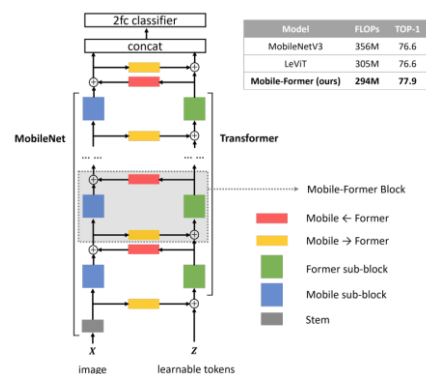 2fc classifier
concat
Model FLOPs TOP-1
MobileNetV3 356M 76.6
LeViT 305M 76.6
Mobile-Former (ours) 294M 77.9
MobileNet
Transformer
... ...
... ...
Mobile-Former Block
Mobile ← Former
Mobile → Former
Former sub-block
Mobile sub-block
Stem
X
Z
image
learnable tokens